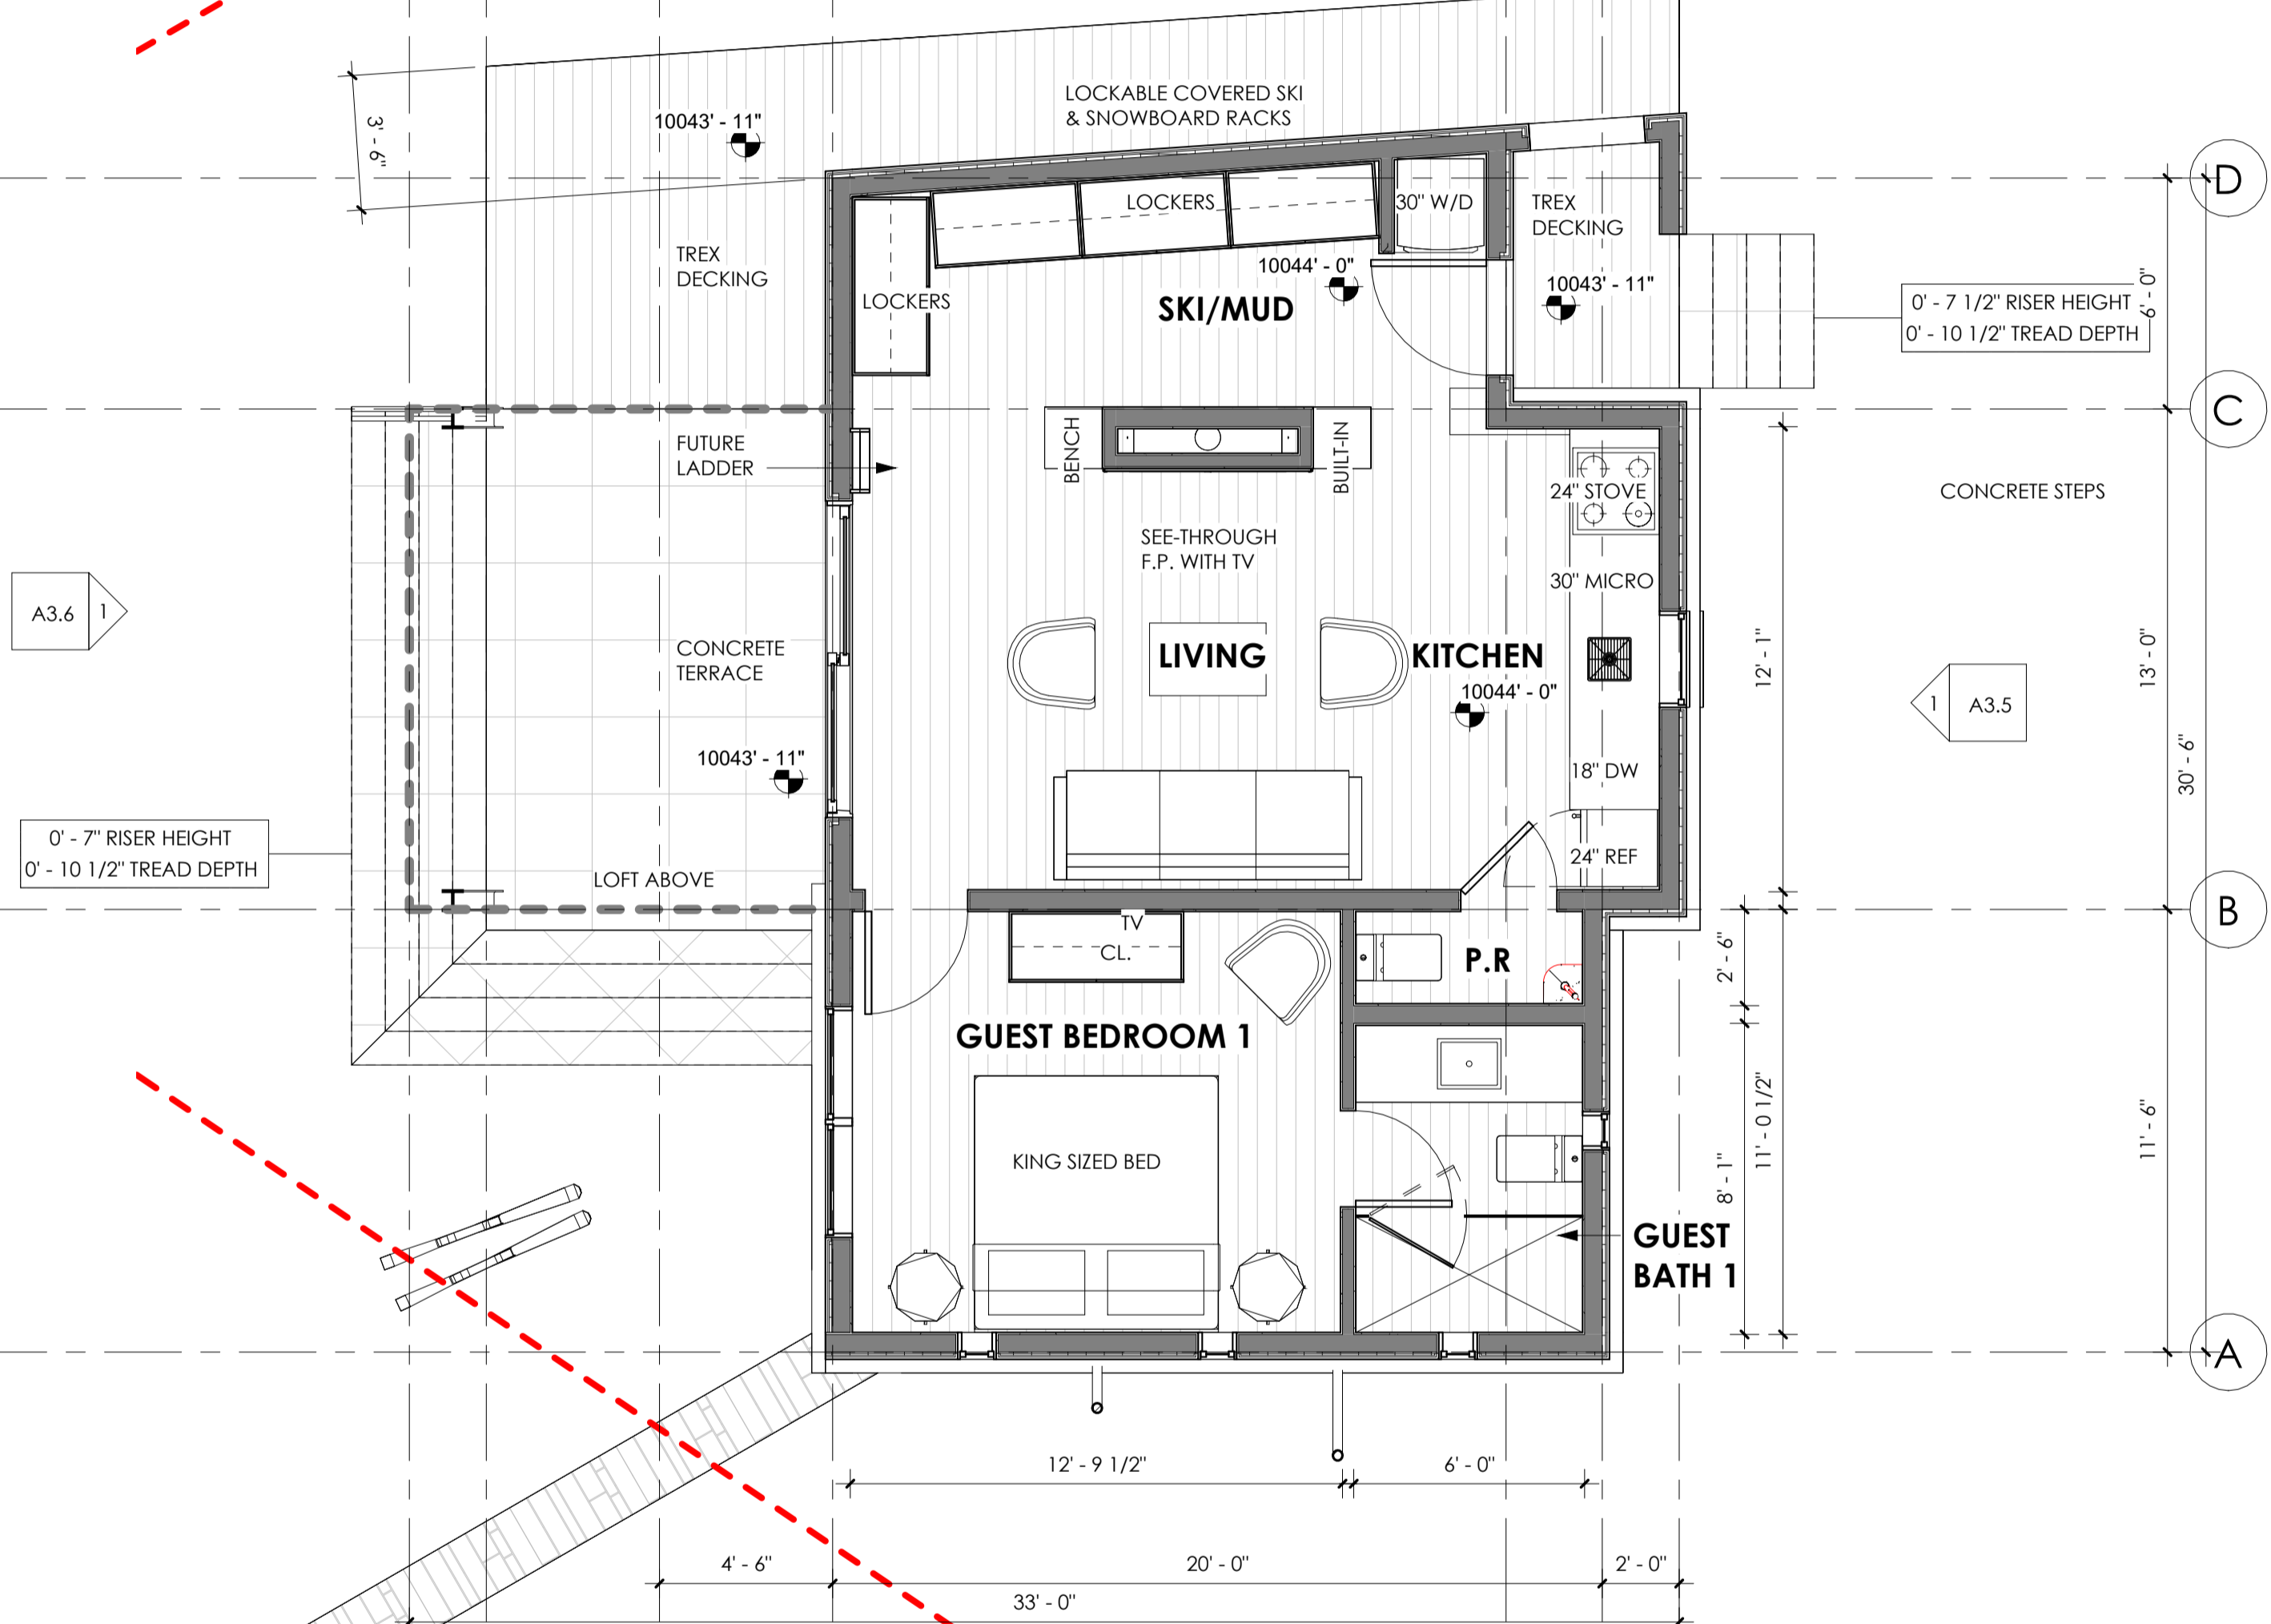 LOCKABLE COVERED SKI
& SNOWBOARD RACKS
10043' - 11"
3' - 6"
D
LOCKERS
30" W/D
TREX
DECKING
TREX
DECKING
10044' - 0"
10043' - 11"
LOCKERS
SKI/MUD
0' - 7 1/2" RISER HEIGHT
0' - 10 1/2" TREAD DEPTH
6' - 0"
C
FUTURE
LADDER
BENCH
BUILT-IN
24" STOVE
CONCRETE STEPS
SEE-THROUGH
F.P. WITH TV
30" MICRO
A3.6
1
CONCRETE
TERRACE
LIVING
KITCHEN
10044' - 0"
12' - 1"
13' - 0"
1
A3.5
10043' - 11"
18" DW
30' - 6"
0' - 7" RISER HEIGHT
0' - 10 1/2" TREAD DEPTH
24" REF
LOFT ABOVE
B
TV
CL.
P.R
2' - 6"
GUEST BEDROOM 1
11' - 0 1/2"
11' - 6"
KING SIZED BED
8' - 1"
GUEST
BATH 1
A
12' - 9 1/2"
6' - 0"
4' - 6"
20' - 0"
2' - 0"
33' - 0"